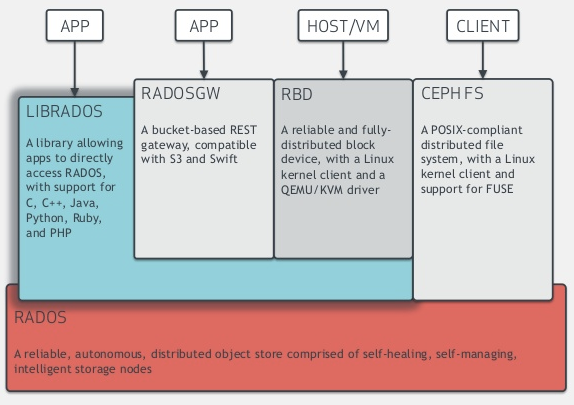 APP
APP
HOST/VM
CLIENT
LIBRADOS
A library allowing
apps to directly
access RADOS,
with support for
C, C++, Java,
Python, Ruby,
and PHP
RADOSGW
A bucket-based REST
gateway, compatible
with S3 and Swift
RBD
A reliable and fully-
distributed block
device, with a Linux
kernel client and a
QEMU/KVM driver
CEPH FS
A POSIX-compliant
distributed file
system, with a Linux
kernel client and
support for FUSE
RADOS
A reliable, autonomous, distributed object store comprised of self-healing, self-managing,
intelligent storage nodes